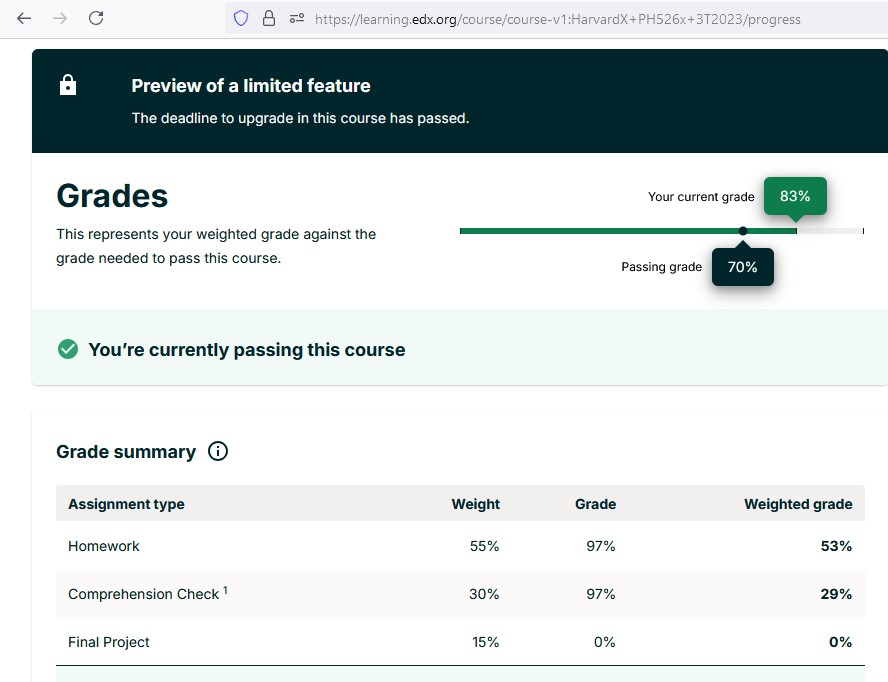 https://learning.edx.org/course/course-v1:HarvardX+PH526x+3T2023/progress
Preview of a limited feature
The deadline to upgrade in this course has passed.
Grades
This represents your weighted grade against the
grade needed to pass this course.
Your current grade 83%
Passing grade 70%
You’re currently passing this course
Grade summary
Assignment type Weight Grade Weighted grade
Homework 55% 97% 53%
Comprehension Check 1 30% 97% 29%
Final Project 15% 0% 0%